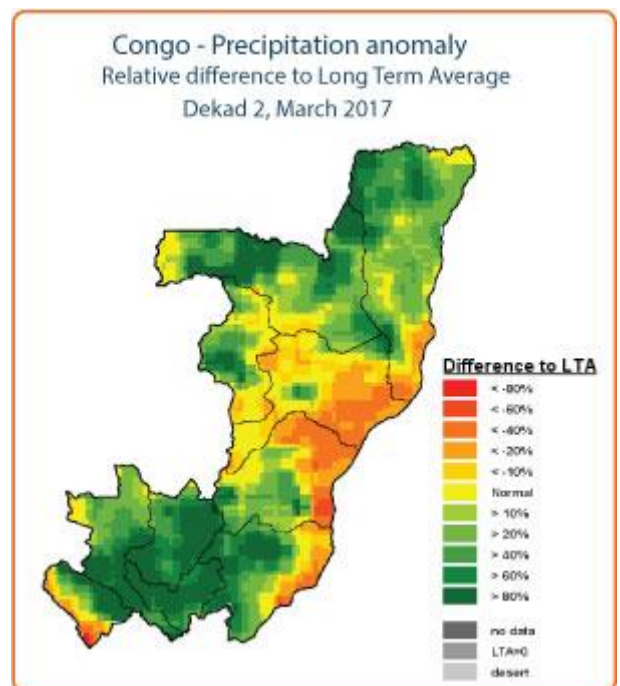 Congo - Precipitation anomaly
Relative difference to Long Term Average
Dekad 2, March 2017
Difference to LTA
< -80%
< -60%
< -40%
< -20%
< -10%
Normal
> 10%
> 20%
> 40%
> 60%
> 80%
no data
LTA=0
desert